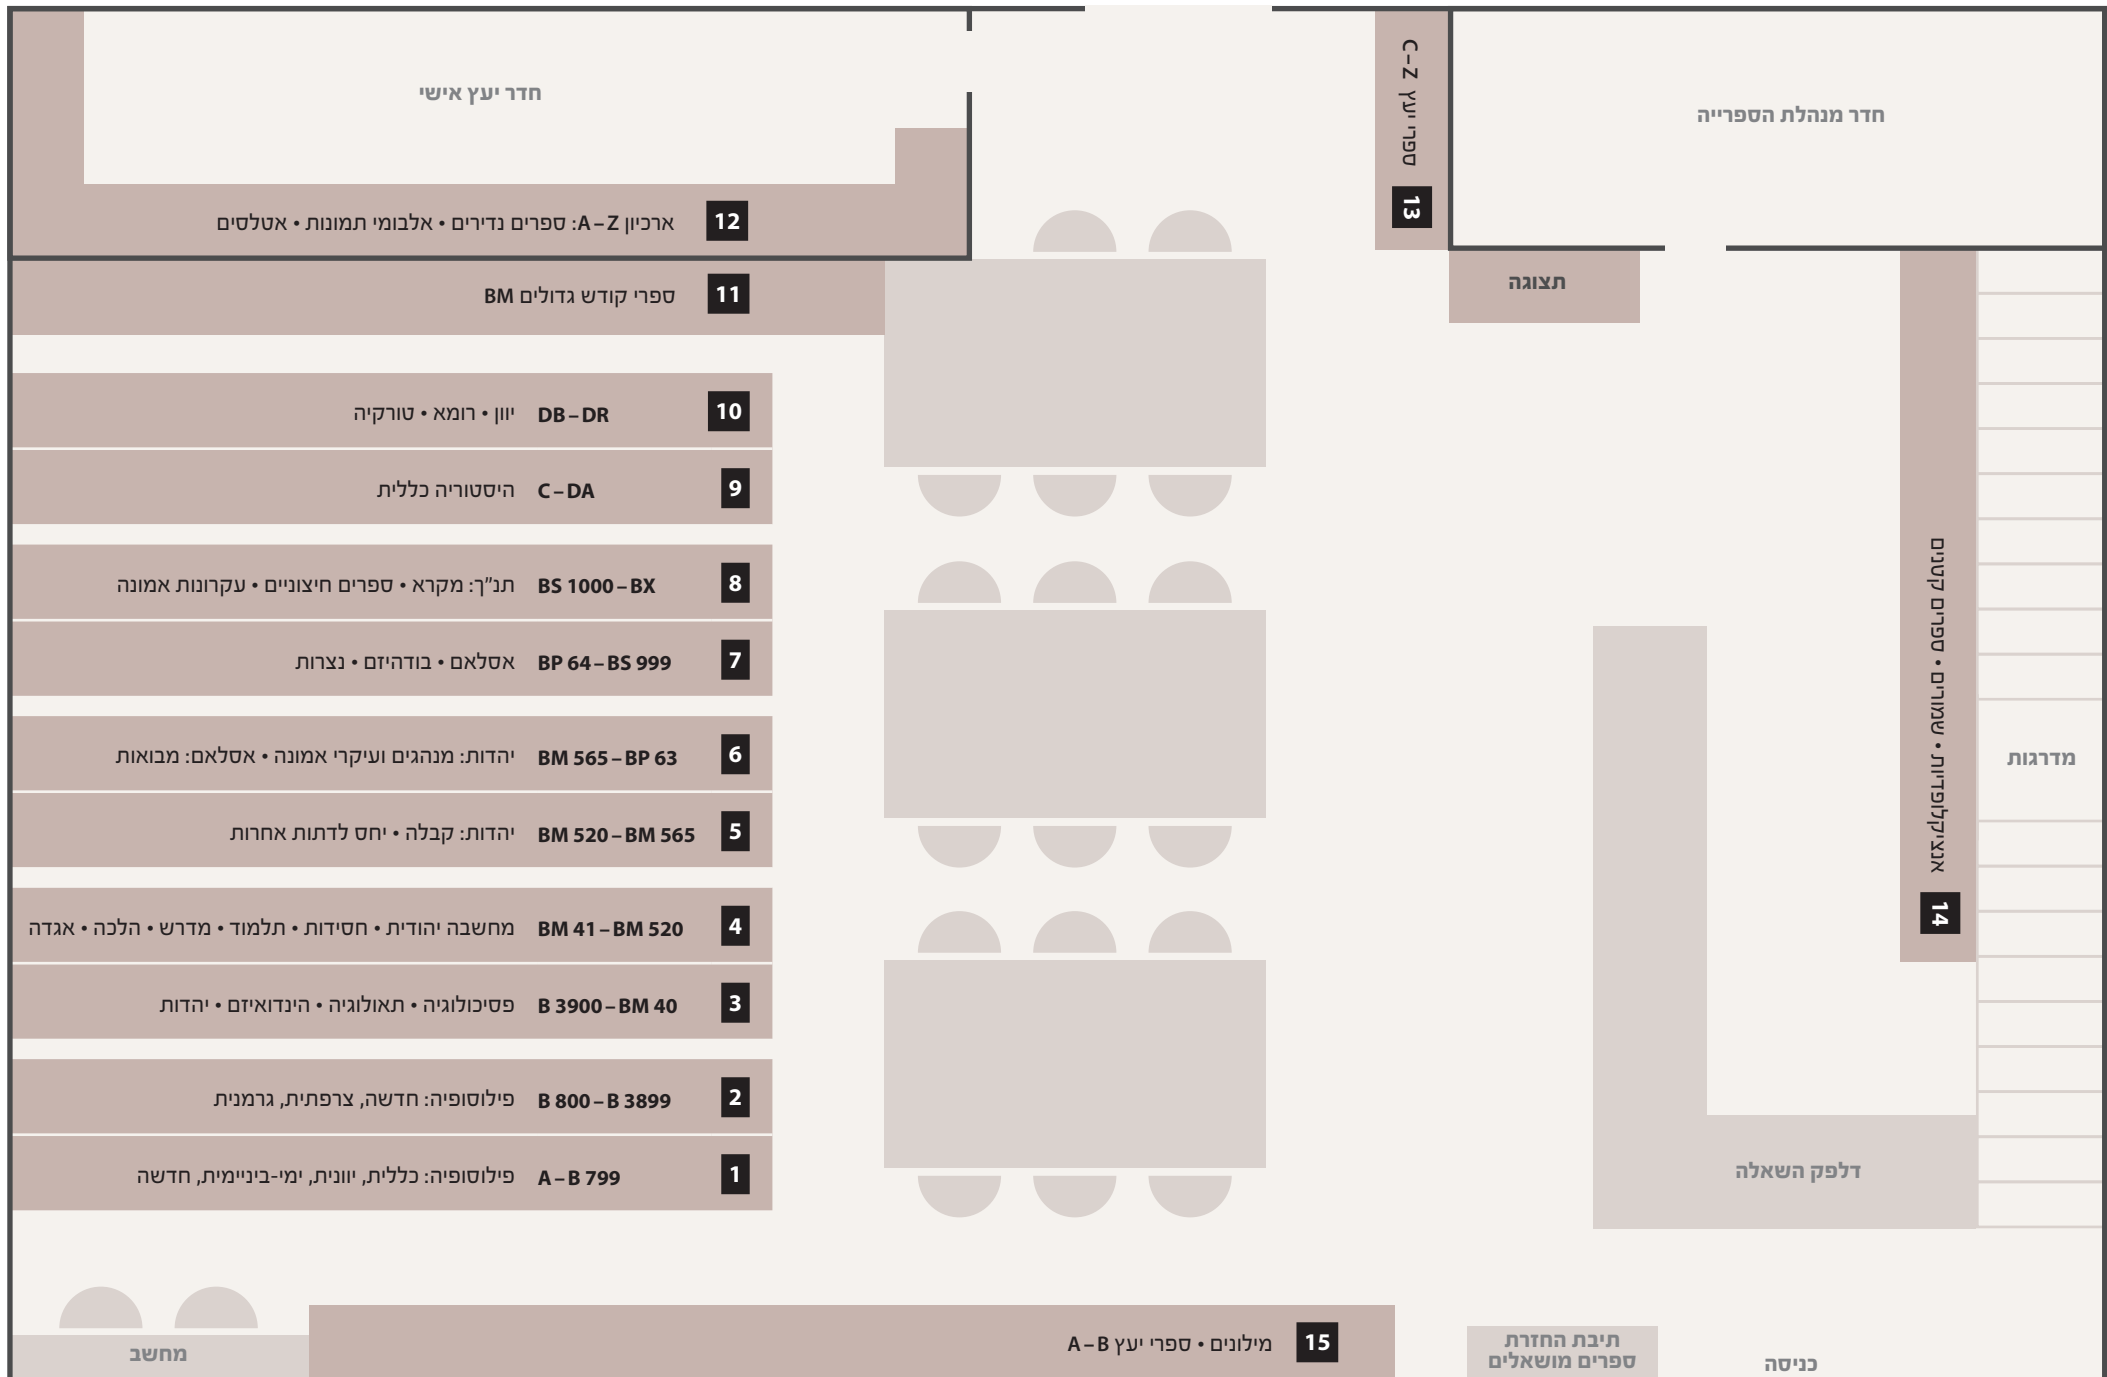 חדר יעץ אישי
חדר מנהלת הספרייה
ספרי יעץ C–Z
13
12 ארכיון A–Z: ספרים נדירים • אלבומי תמונות • אטלסים
תצוגה
11 ספרי קודש גדולים BM
10 DB–DR יוון • רומא • טורקיה
9 C–DA היסטוריה כללית
8 BS 1000–BX תנ"ך: מקרא • ספרים חיצוניים • עקרונות אמונה
7 BP 64–BS 999 אסלאם • בודהיזם • נצרות
6 BM 565–BP 63 יהדות: מנהגים ועיקרי אמונה • אסלאם: מבואות
5 BM 520–BM 565 יהדות: קבלה • יחס לדתות אחרות
4 BM 41–BM 520 מחשבה יהודית • חסידות • תלמוד • מדרש • הלכה • אגדה
3 B 3900–BM 40 פסיכולוגיה • תאולוגיה • הינדואיזם • יהדות
2 B 800–B 3899 פילוסופיה: חדשה, צרפתית, גרמנית
1 A–B 799 פילוסופיה: כללית, יוונית, ימי-ביניימית, חדשה
14 אנציקלופדיות • שמורים • ספרים קטנים
מדרגות
דלפק השאלה
15 מילונים • ספרי יעץ A–B
מחשב
תיבת החזרת
ספרים מושאלים
כניסה